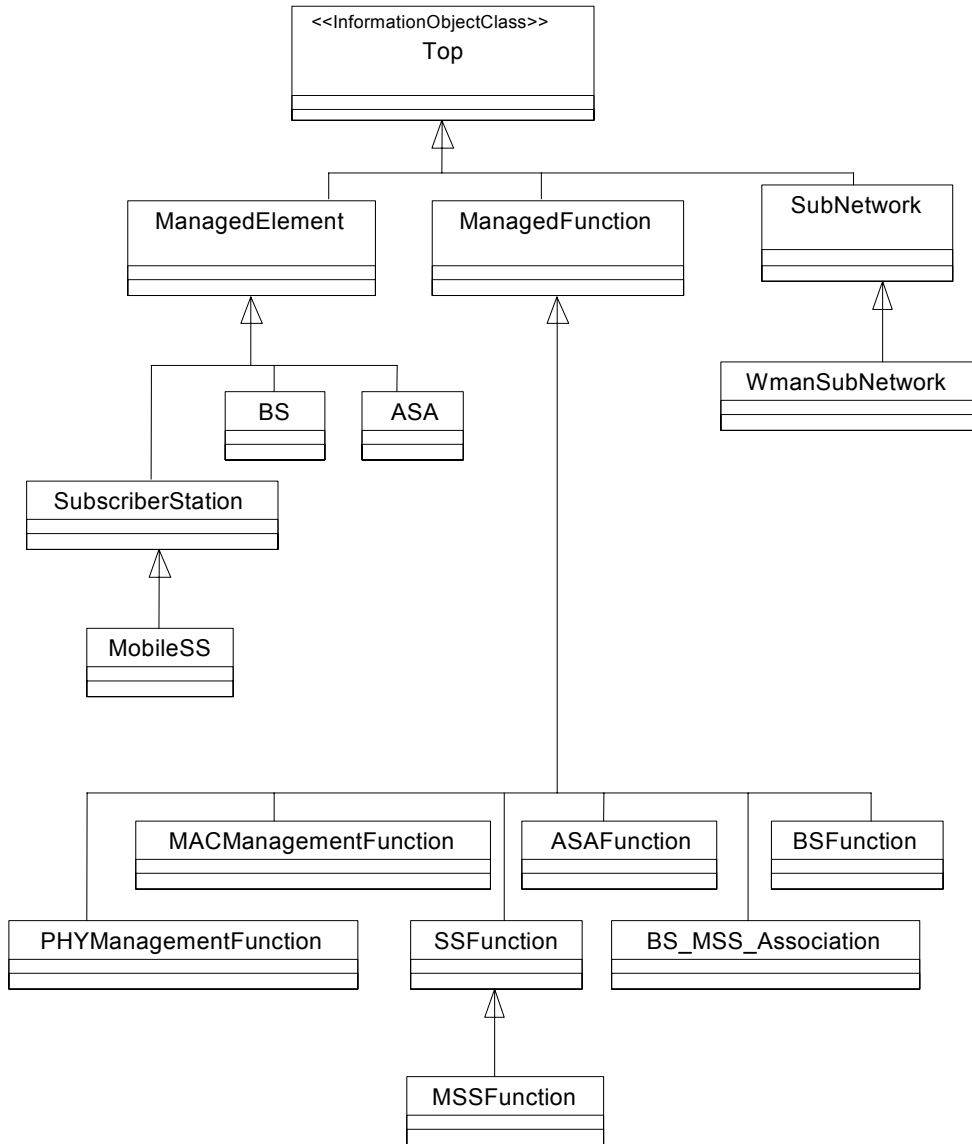 <<InformationObjectClass>>
Top
ManagedElement
ManagedFunction
SubNetwork
WmanSubNetwork
BS
ASA
SubscriberStation
MobileSS
MACManagementFunction
ASAFunction
BSFunction
PHYManagementFunction
SSFunction
BS_MSS_Association
MSSFunction